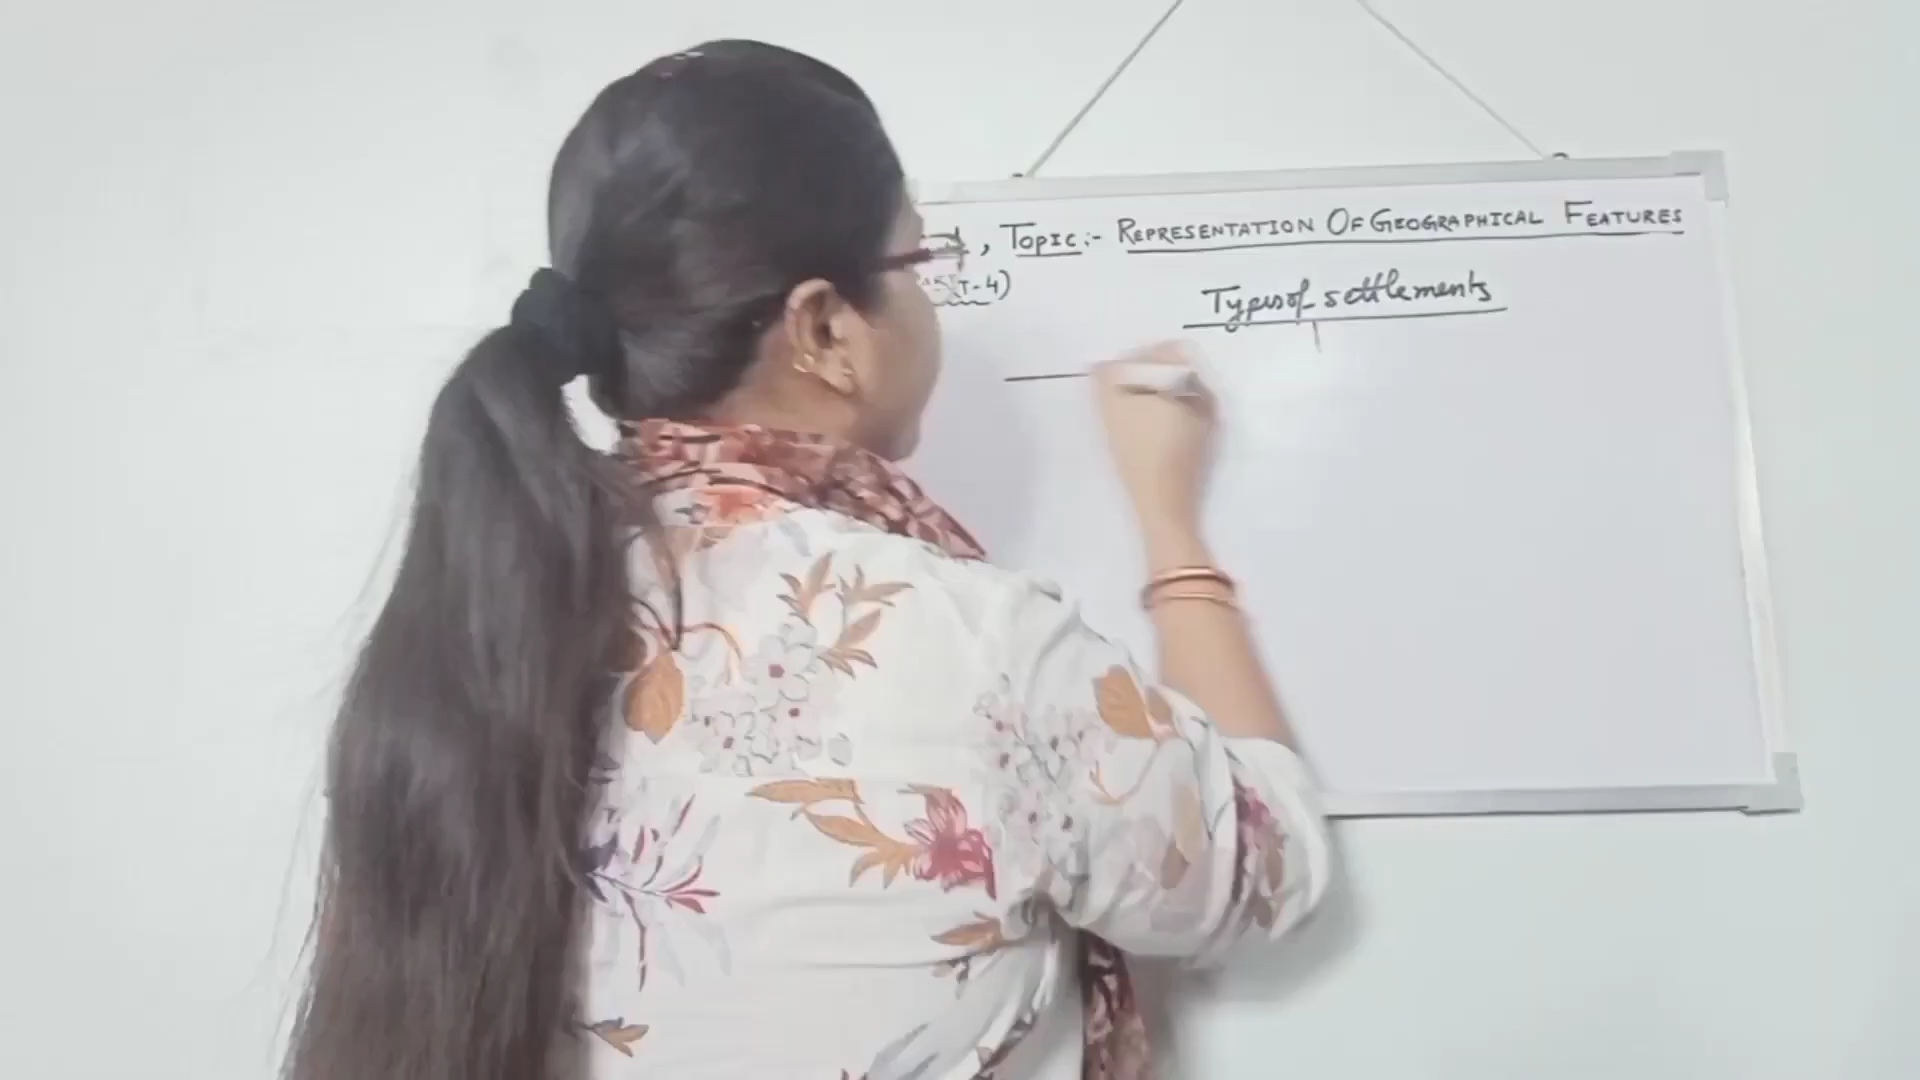 , TOPIC:- REPRESENTATION OF GEOGRAPHICAL FEATURES
T-4)
Types of settlements